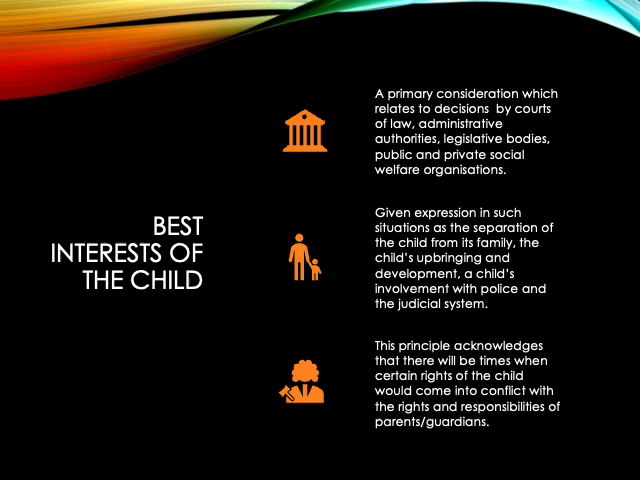 BEST
INTERESTS OF
THE CHILD
A primary consideration which
relates to decisions  by courts
of law, administrative
authorities, legislative bodies,
public and private social
welfare organisations.
Given expression in such
situations as the separation of
the child from its family, the
child’s upbringing and
development, a child’s
involvement with police and
the judicial system.
This principle acknowledges
that there will be times when
certain rights of the child
would come into conflict with
the rights and responsibilities of
parents/guardians.